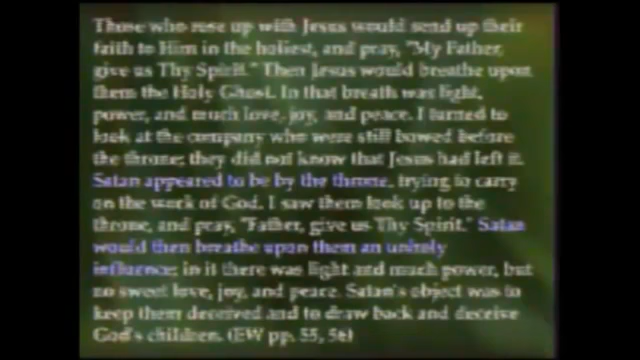 Those who rose up with Jesus would send up their
faith to Him in the holiest, and pray, "My Father,
give us Thy Spirit." Then Jesus would breathe upon
them the Holy Ghost. In that breath was light,
power, and much love, joy, and peace. I turned to
look at the company who were still bowed before
the throne; they did not know that Jesus had left it.
Satan appeared to be by the throne, trying to carry
on the work of God. I saw them look up to the
throne, and pray, "Father, give us Thy Spirit." Satan
would then breathe upon them an unholy
influence; in it there was light and much power, but
no sweet love, joy, and peace. Satan's object was to
keep them deceived and to draw back and deceive
God's children. (EW pp. 55, 56)